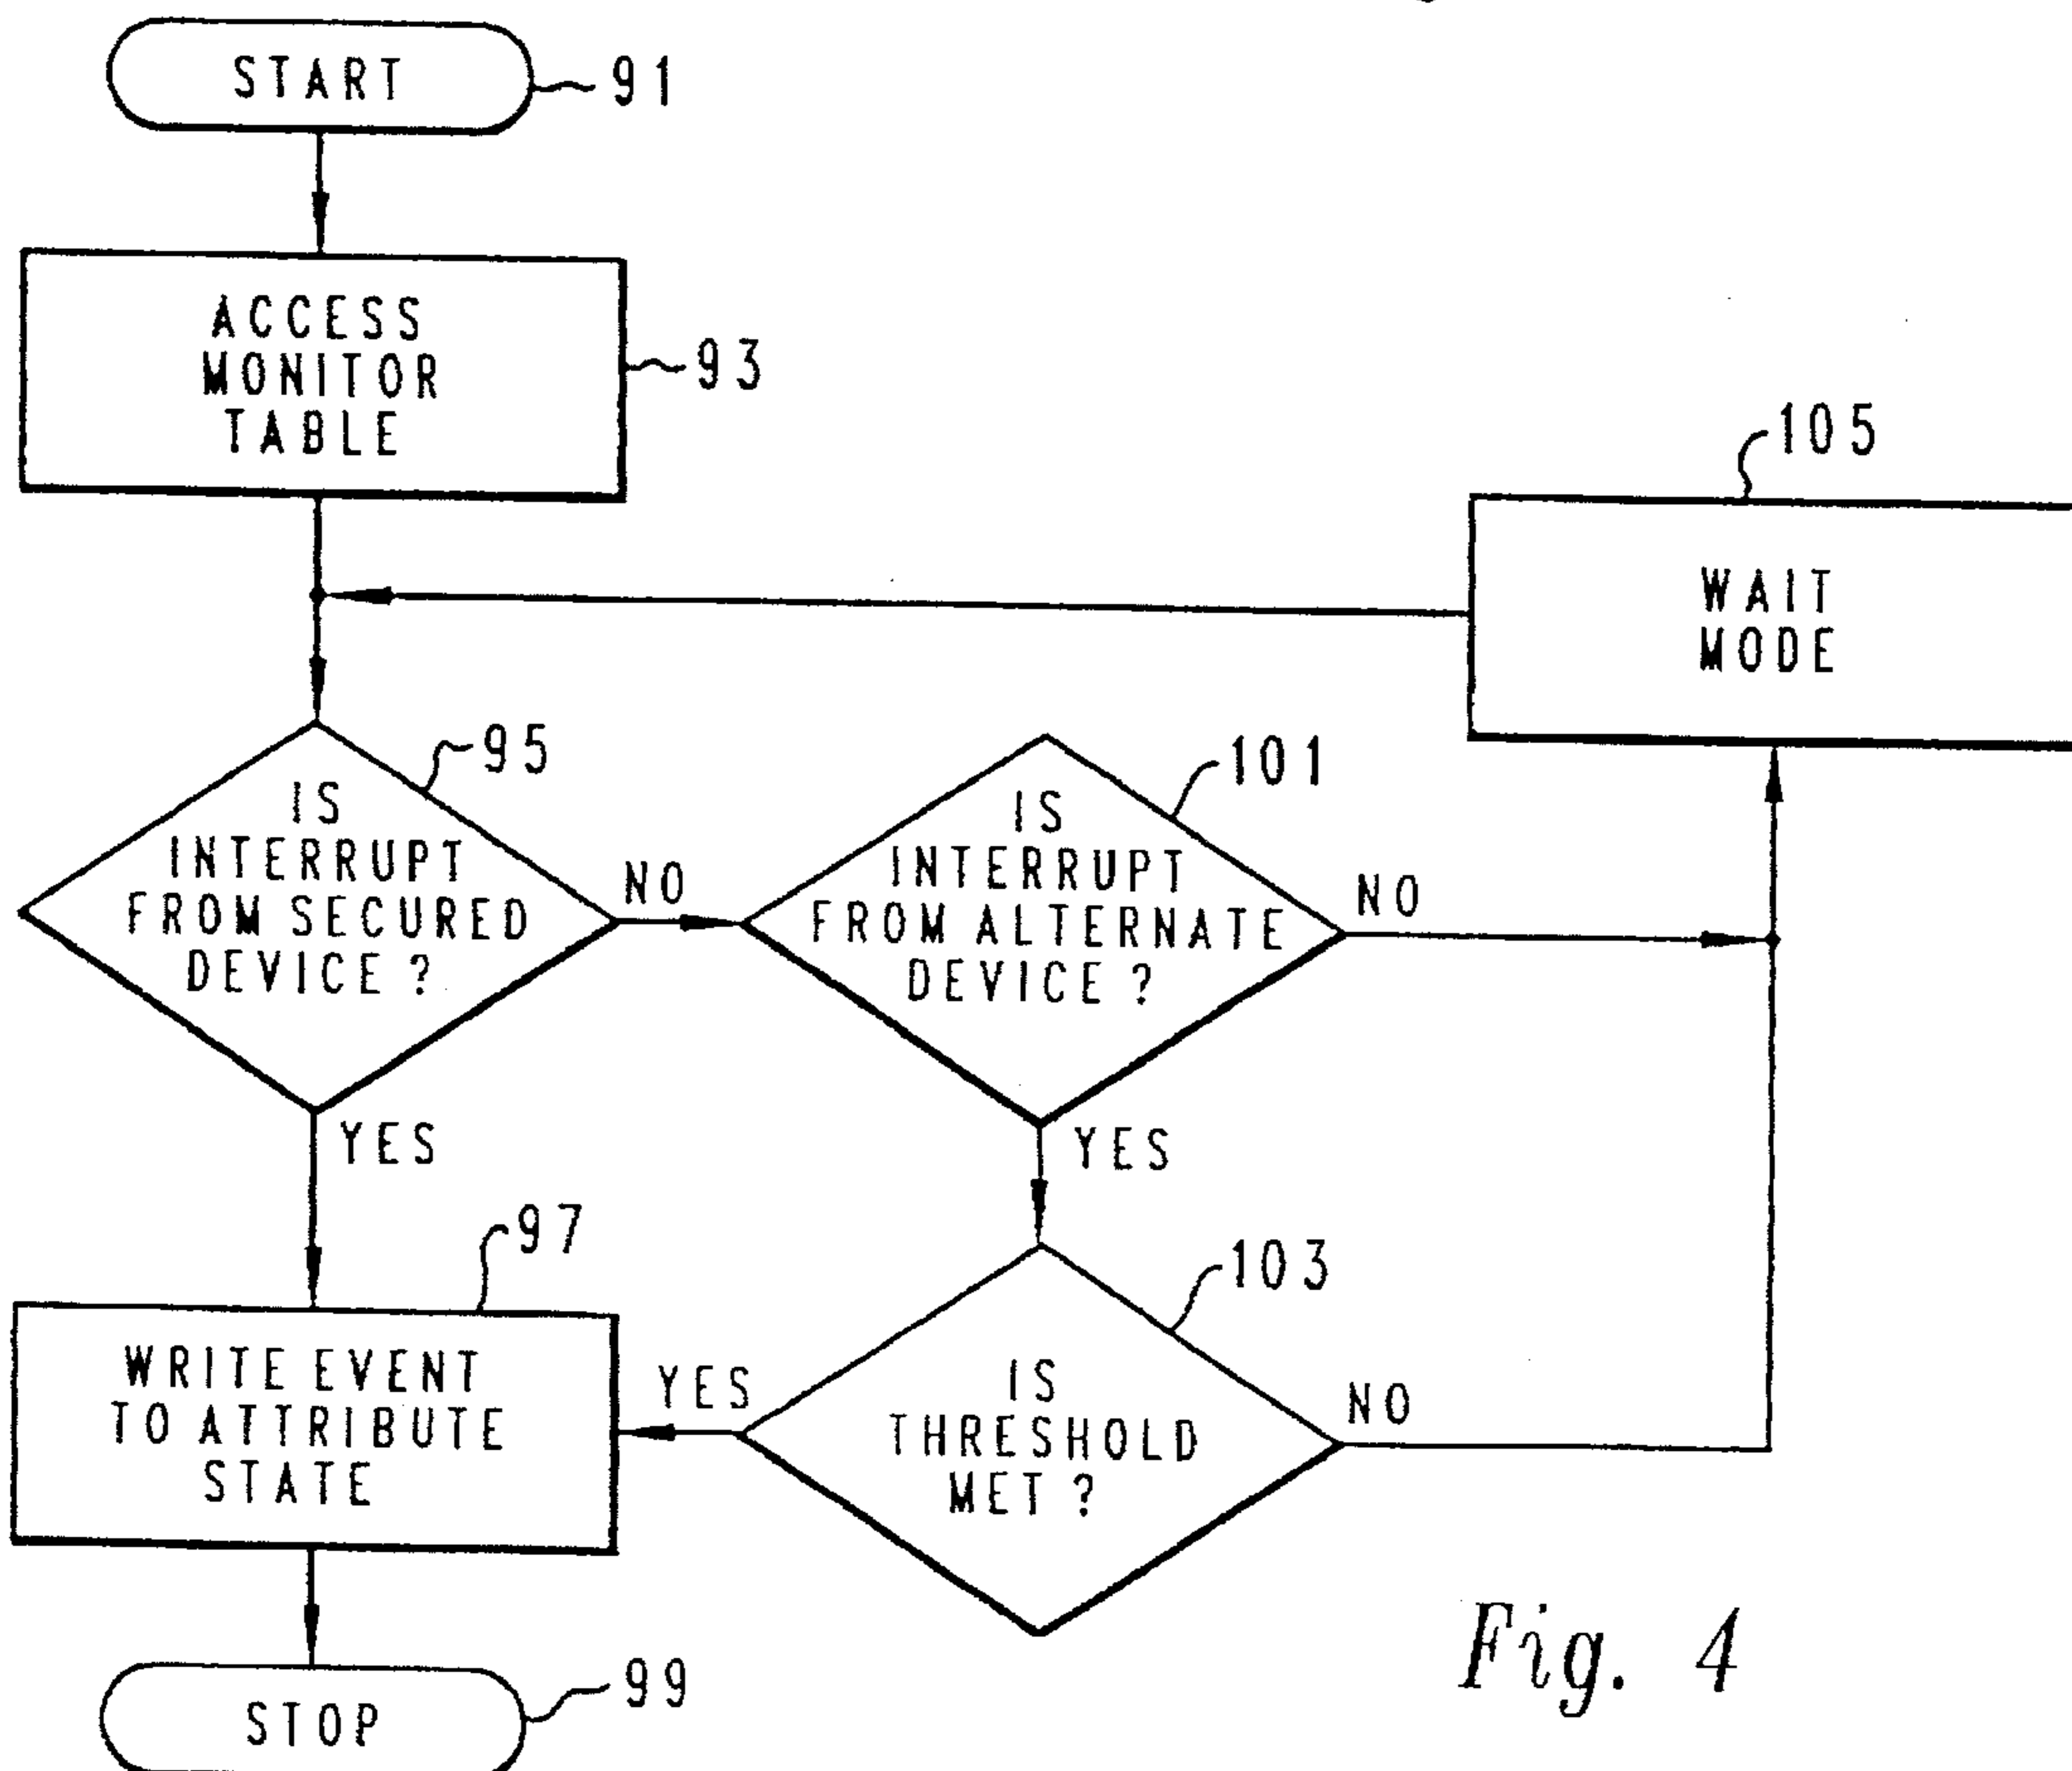 START
91
ACCESS
MONITOR
TABLE
93
105
WAIT
MODE
95
IS
INTERRUPT
FROM SECURED
DEVICE ?
NO
YES
101
IS
INTERRUPT
FROM ALTERNATE
DEVICE ?
NO
YES
97
WRITE EVENT
TO ATTRIBUTE
STATE
YES
103
IS
THRESHOLD
MET ?
NO
STOP
99
Fig. 4